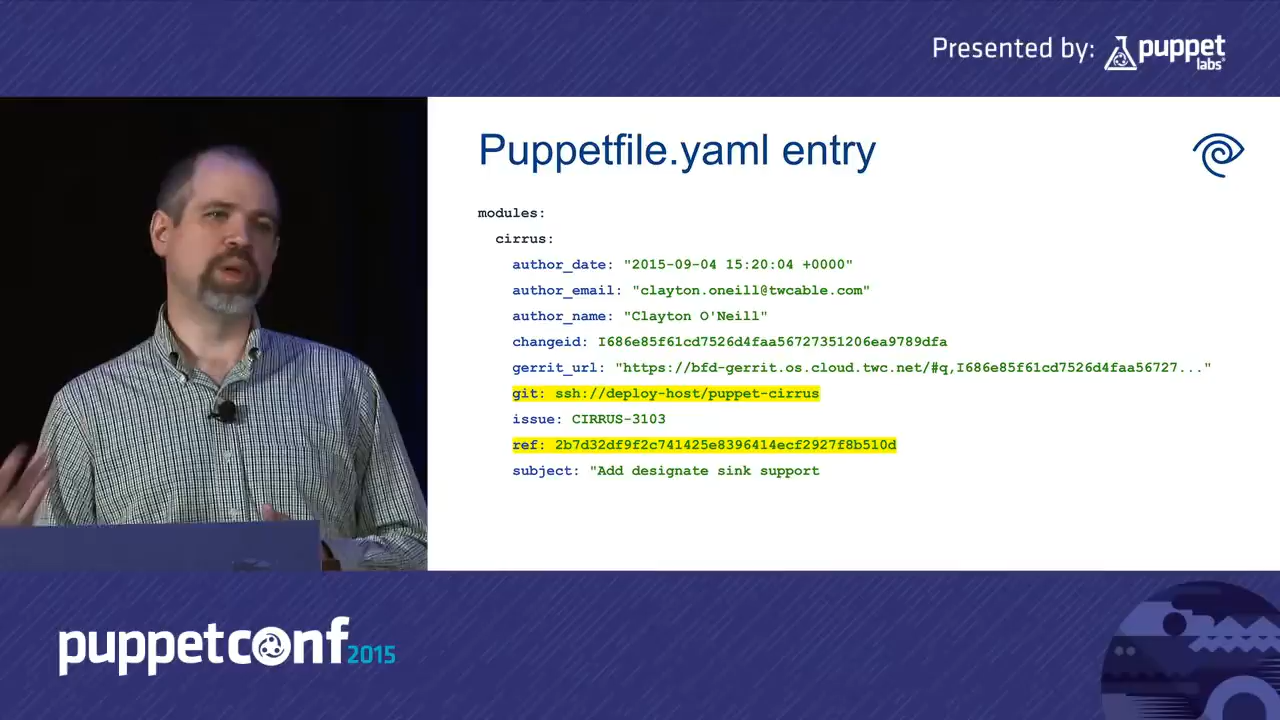 Presented by: puppet labs
Puppetfile.yaml entry
modules:
cirrus:
author_date: "2015-09-04 15:20:04 +0000"
author_email: "clayton.oneill@twcable.com"
author_name: "Clayton O'Neill"
changeid: I686e85f61cd7526d4faa56727351206ea9789dfa
gerrit_url: "https://bfd-gerrit.os.cloud.twc.net/#q,I686e85f61cd7526d4faa56727..."
git: ssh://deploy-host/puppet-cirrus
issue: CIRRUS-3103
ref: 2b7d32df9f2c741425e8396414ecf2927f8b510d
subject: "Add designate sink support
puppetconf 2015